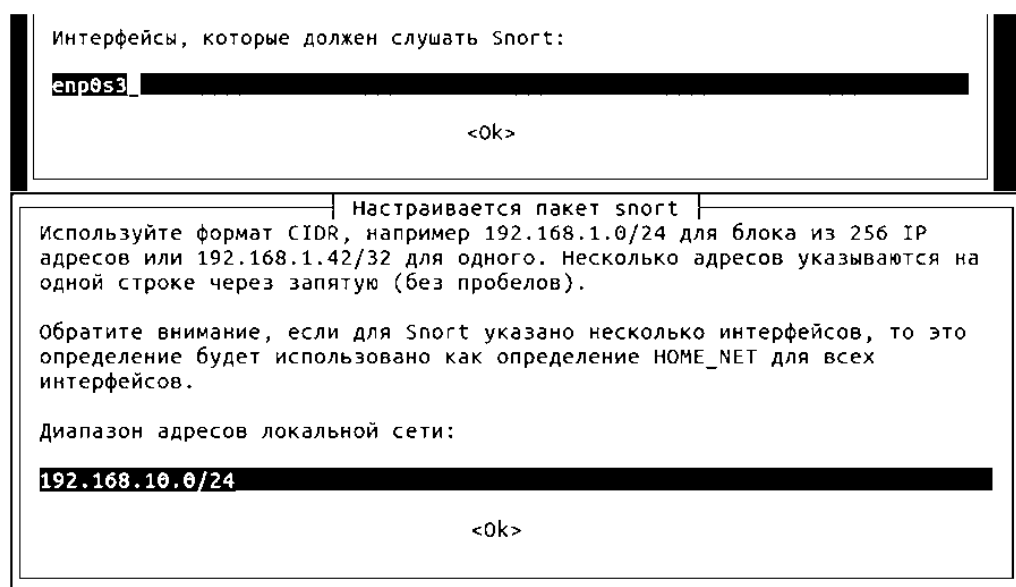 Интерфейсы, которые должен слушать Snort:
enp0s3_
<Ok>
Настраивается пакет snort
Используйте формат CIDR, например 192.168.1.0/24 для блока из 256 IP
адресов или 192.168.1.42/32 для одного. Несколько адресов указываются на
одной строке через запятую (без пробелов).
Обратите внимание, если для Snort указано несколько интерфейсов, то это
определение будет использовано как определение HOME_NET для всех
интерфейсов.
Диапазон адресов локальной сети:
192.168.10.0/24
<Ok>